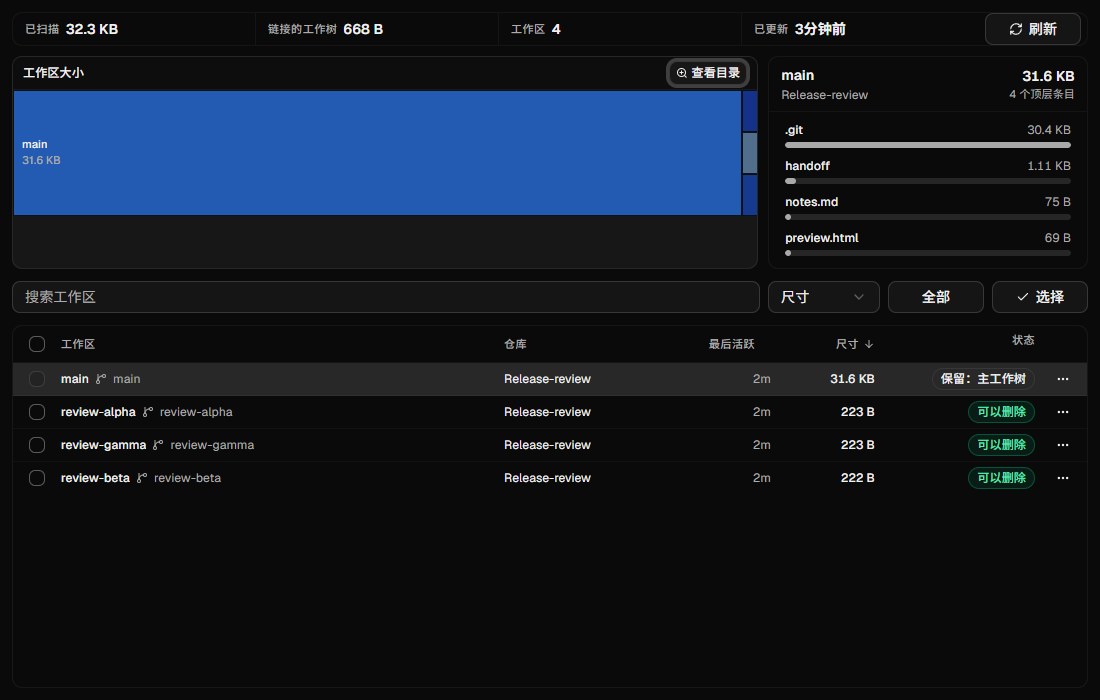 已扫描 32.3 KB
链接的工作树 668 B
工作区 4
已更新 3分钟前
刷新
工作区大小
查看目录
main
31.6 KB
main 31.6 KB
Release-review 4 个顶层条目
.git 30.4 KB
handoff 1.11 KB
notes.md 75 B
preview.html 69 B
搜索工作区
尺寸
全部
选择
工作区 仓库 最后活跃 尺寸 状态
main main Release-review 2m 31.6 KB 保留：主工作树
review-alpha review-alpha Release-review 2m 223 B 可以删除
review-gamma review-gamma Release-review 2m 223 B 可以删除
review-beta review-beta Release-review 2m 222 B 可以删除